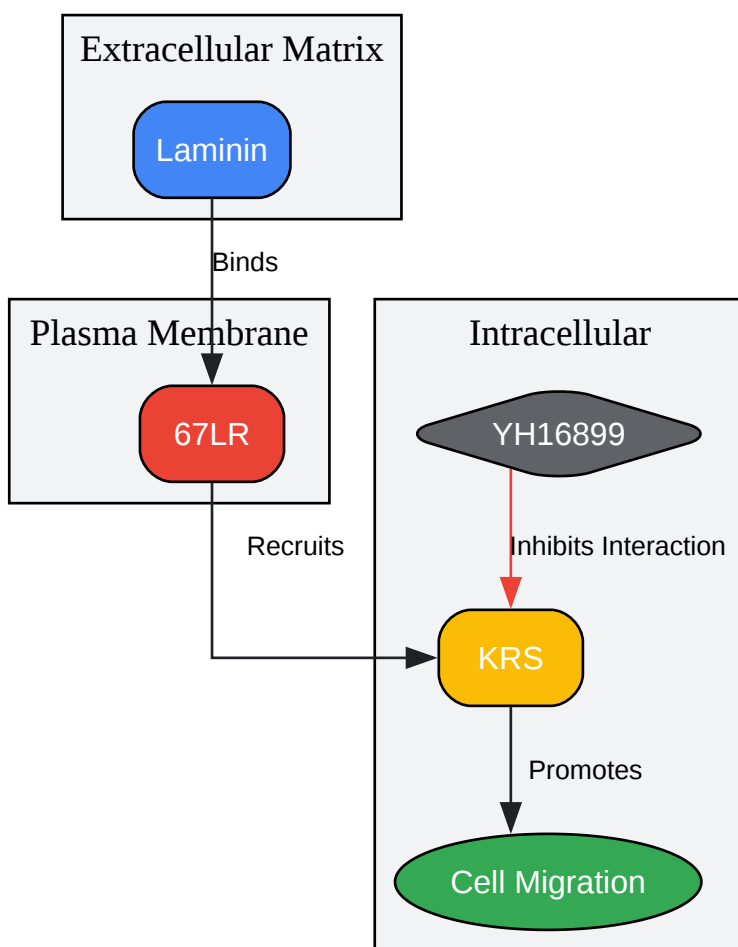 Extracellular Matrix
Laminin
Binds
Plasma Membrane
67LR
Recruits
Intracellular
YH16899
Inhibits Interaction
KRS
Promotes
Cell Migration